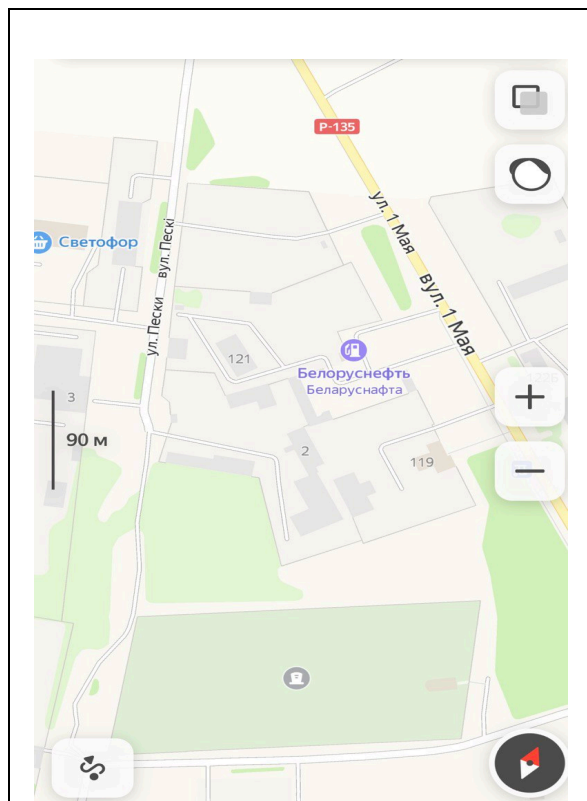 Р-135
ул. 1 Мая
вул. 1 Мая
Светофор
ул. Пески
вул. Пескі
121
Белоруснефть
Беларуснафта
3
90 м
2
119